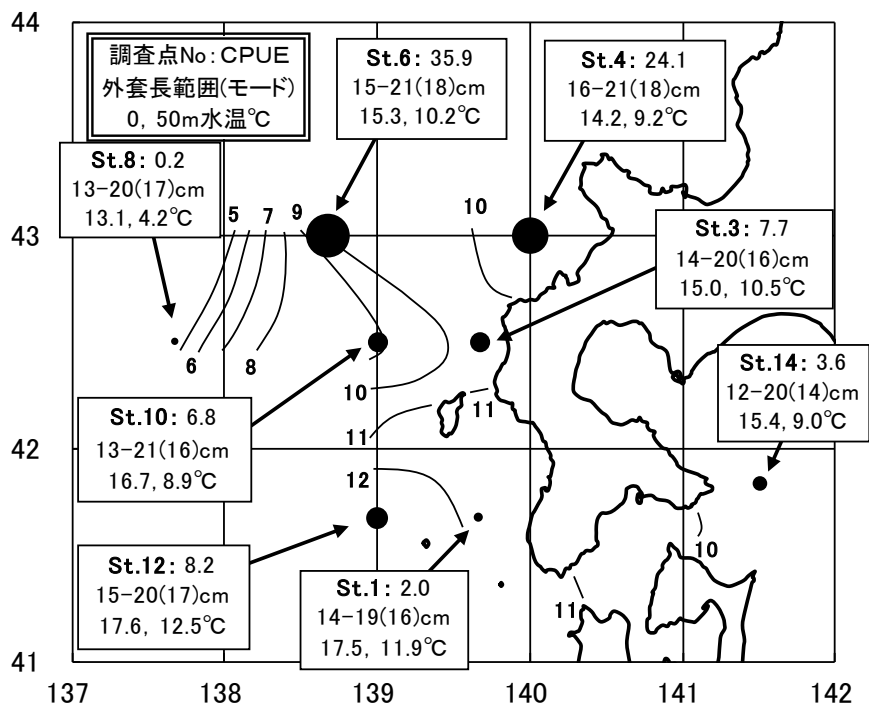 44
調査点No: CPUE
外套長範囲(モード)
0, 50m水温℃
St.6: 35.9
15-21(18)cm
15.3, 10.2℃
St.4: 24.1
16-21(18)cm
14.2, 9.2℃
St.8: 0.2
13-20(17)cm
13.1, 4.2℃
5
7
9
10
43
St.3: 7.7
14-20(16)cm
15.0, 10.5℃
6
8
10
11
St.14: 3.6
12-20(14)cm
15.4, 9.0℃
St.10: 6.8
13-21(16)cm
16.7, 8.9℃
11
42
12
10
St.12: 8.2
15-20(17)cm
17.6, 12.5℃
St.1: 2.0
14-19(16)cm
17.5, 11.9℃
11
41
137
138
139
140
141
142